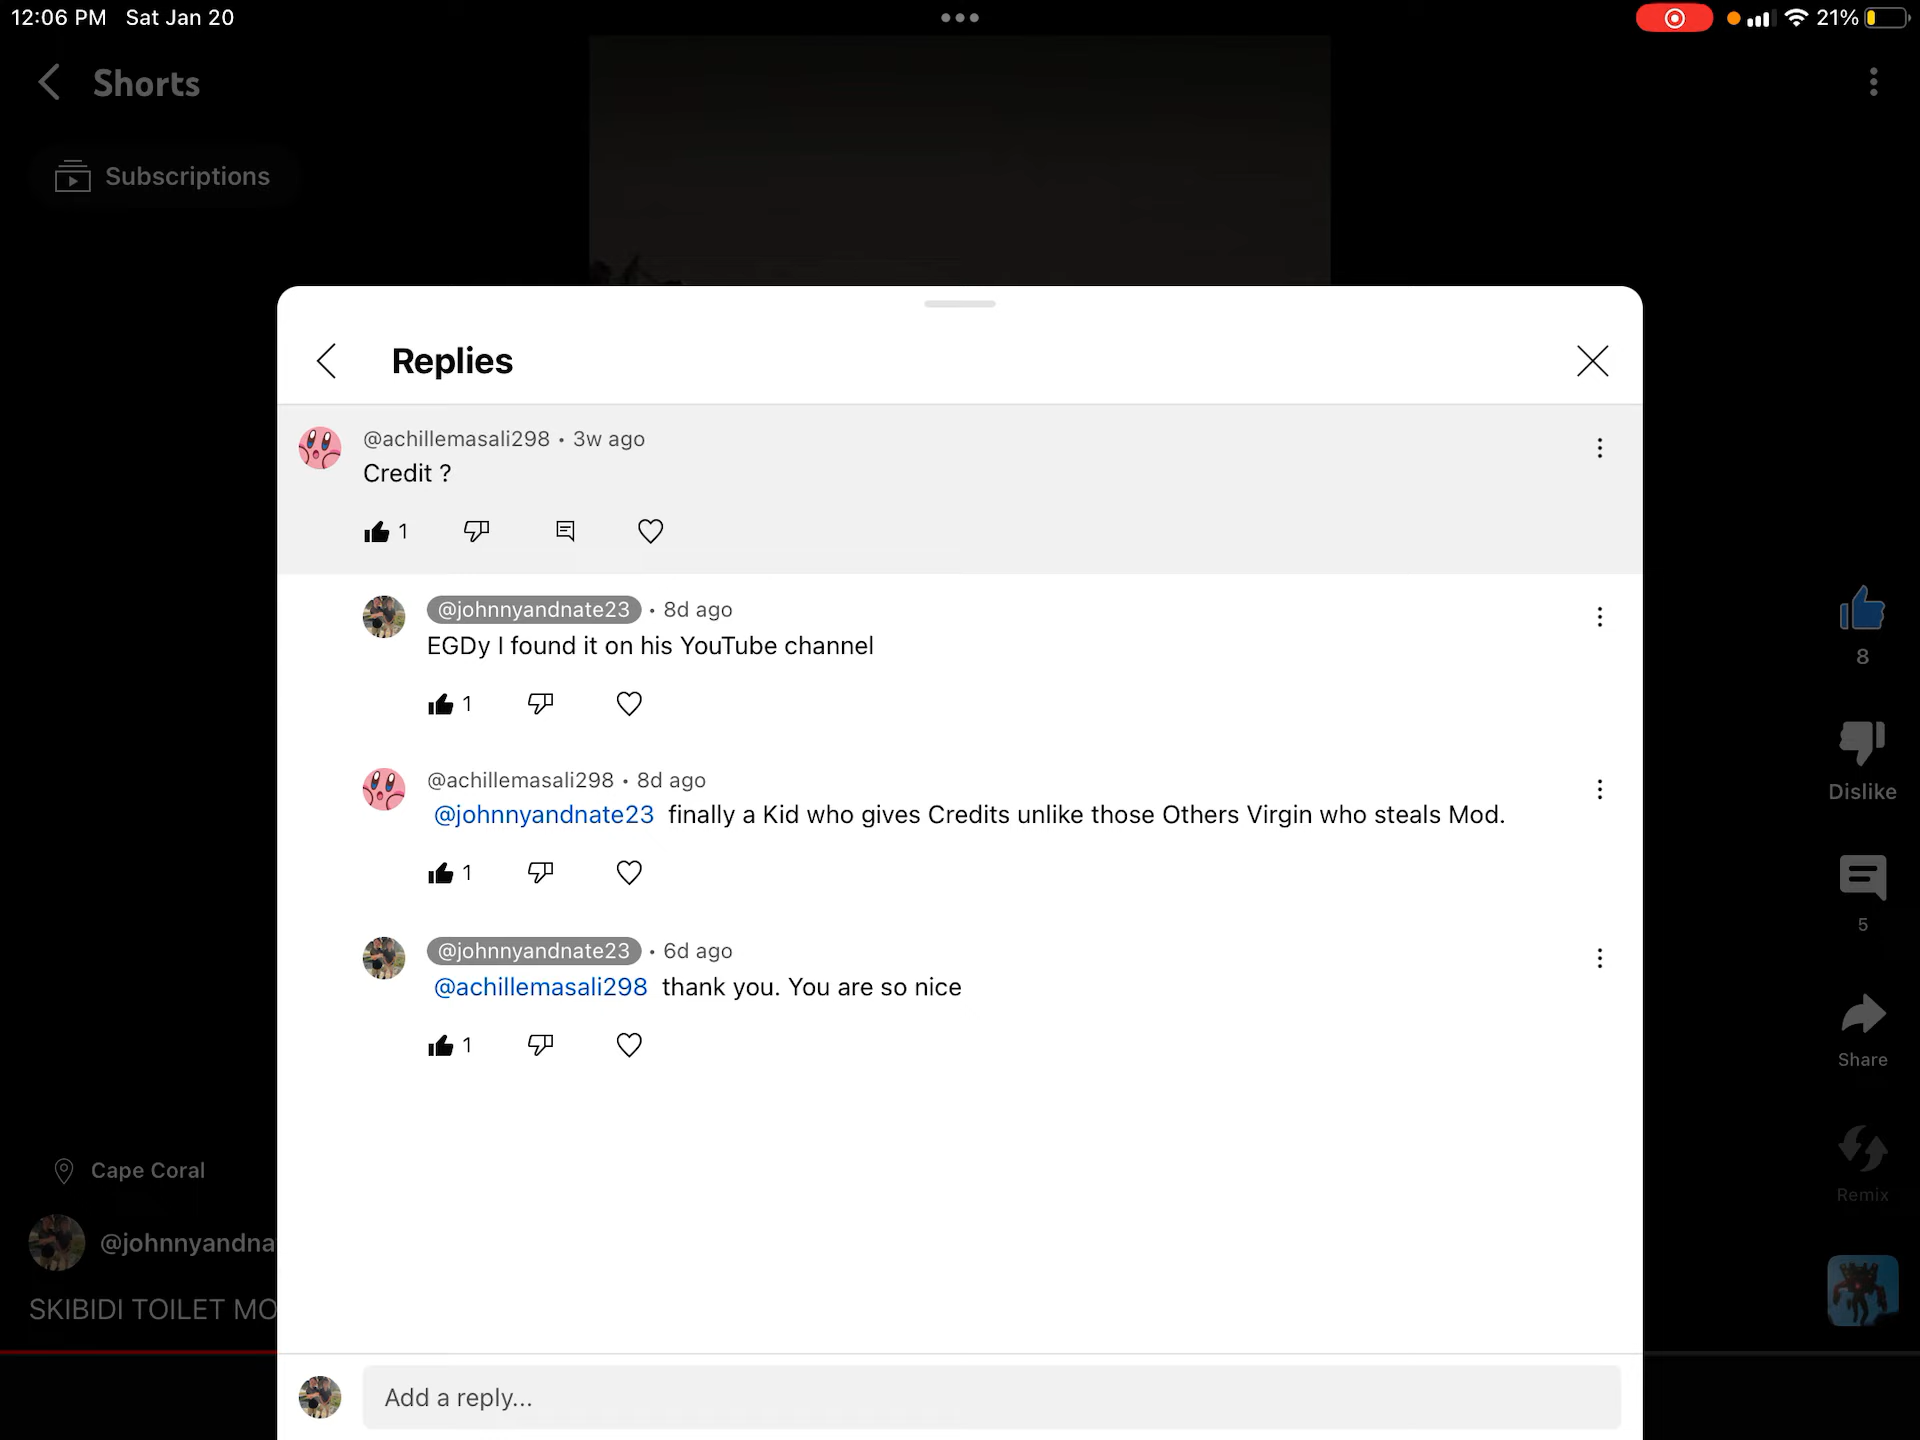 12:06 PM Sat Jan 20
21%
Shorts
Subscriptions
Replies
@achillemasali298 • 3w ago
Credit ?
1
@johnnyandnate23 • 8d ago
EGDy I found it on his YouTube channel
1
@achillemasali298 • 8d ago
@johnnyandnate23 finally a Kid who gives Credits unlike those Others Virgin who steals Mod.
1
@johnnyandnate23 • 6d ago
@achillemasali298 thank you. You are so nice
1
8
Dislike
5
Share
Remix
Cape Coral
@johnnyandna
SKIBIDI TOILET MO
Add a reply...